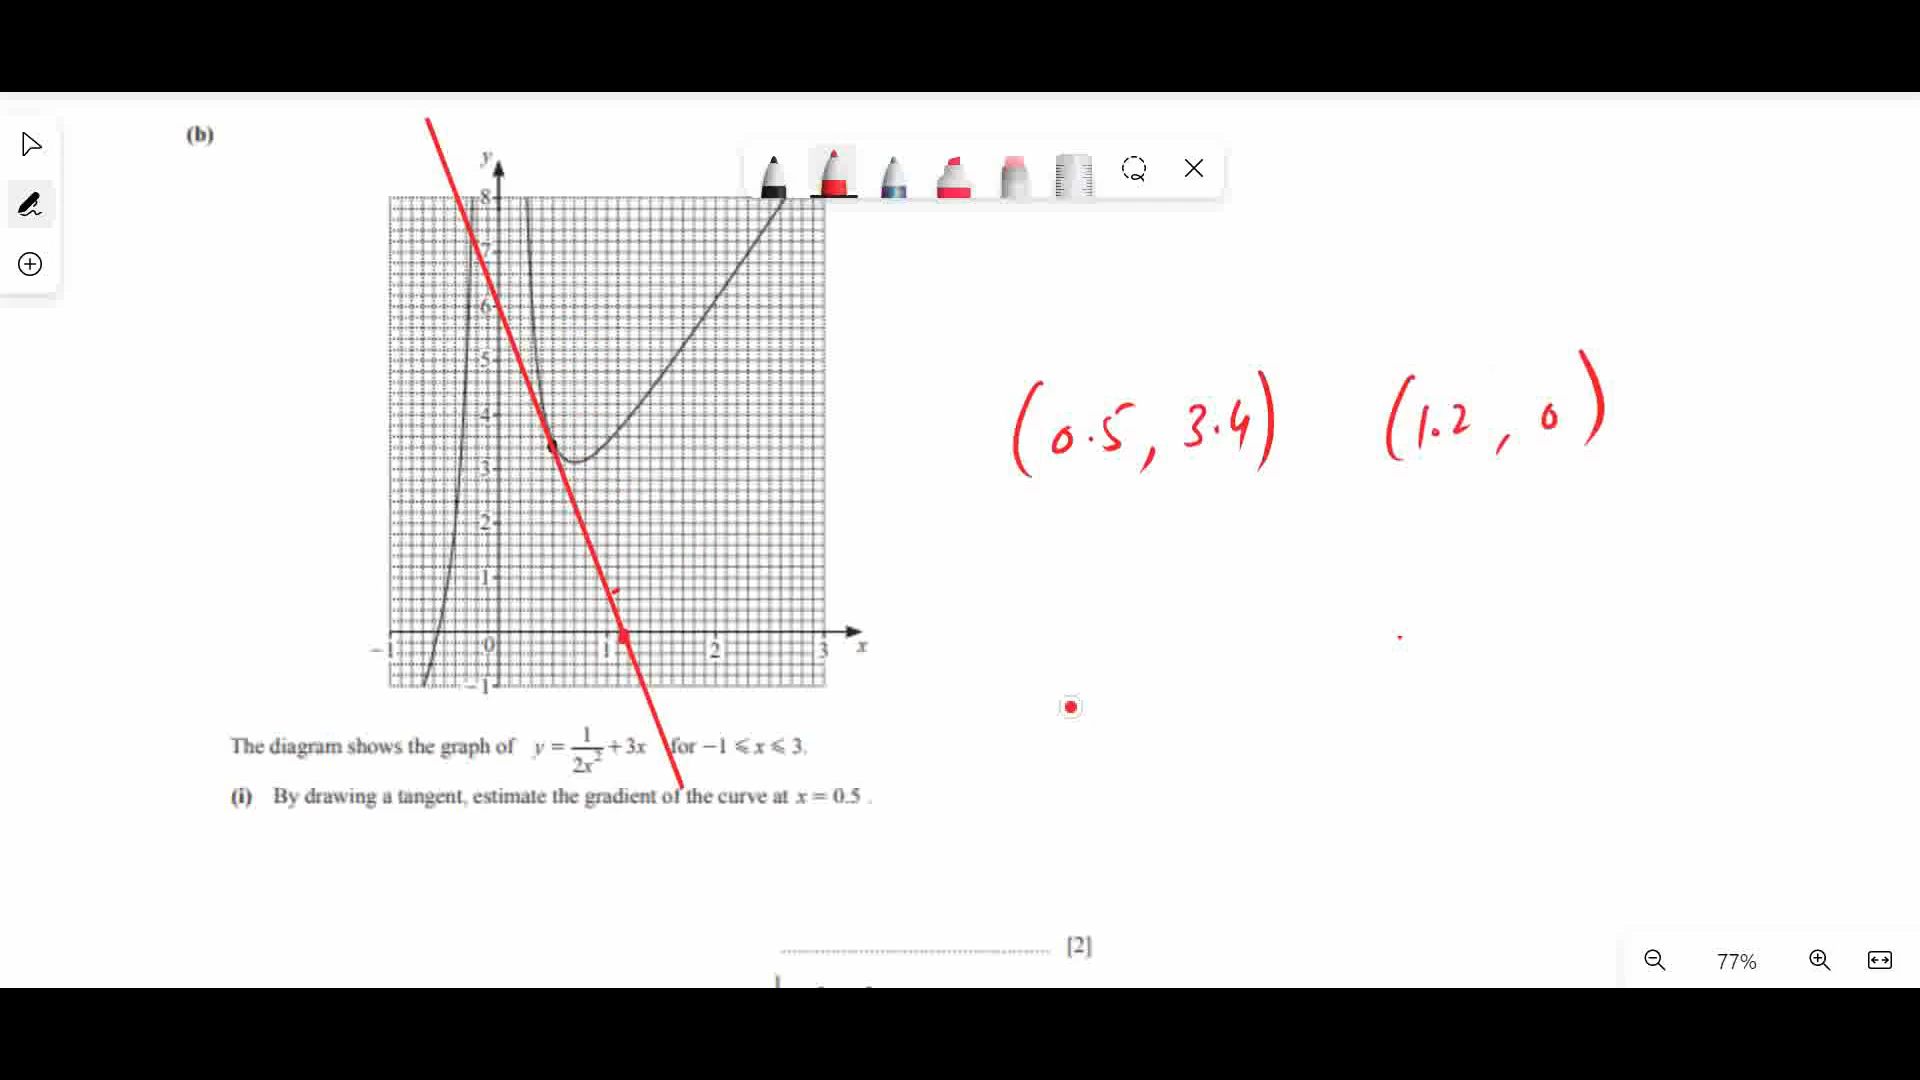 (b)
y
8
7
6
5
4
3
2
1
-1 0 1 2 3 x
-1
(0.5, 3.4) (1.2, 0)
The diagram shows the graph of y = 1/2x² + 3x for −1 ⩽ x ⩽ 3.
(i) By drawing a tangent, estimate the gradient of the curve at x = 0.5 .
[2]
77%